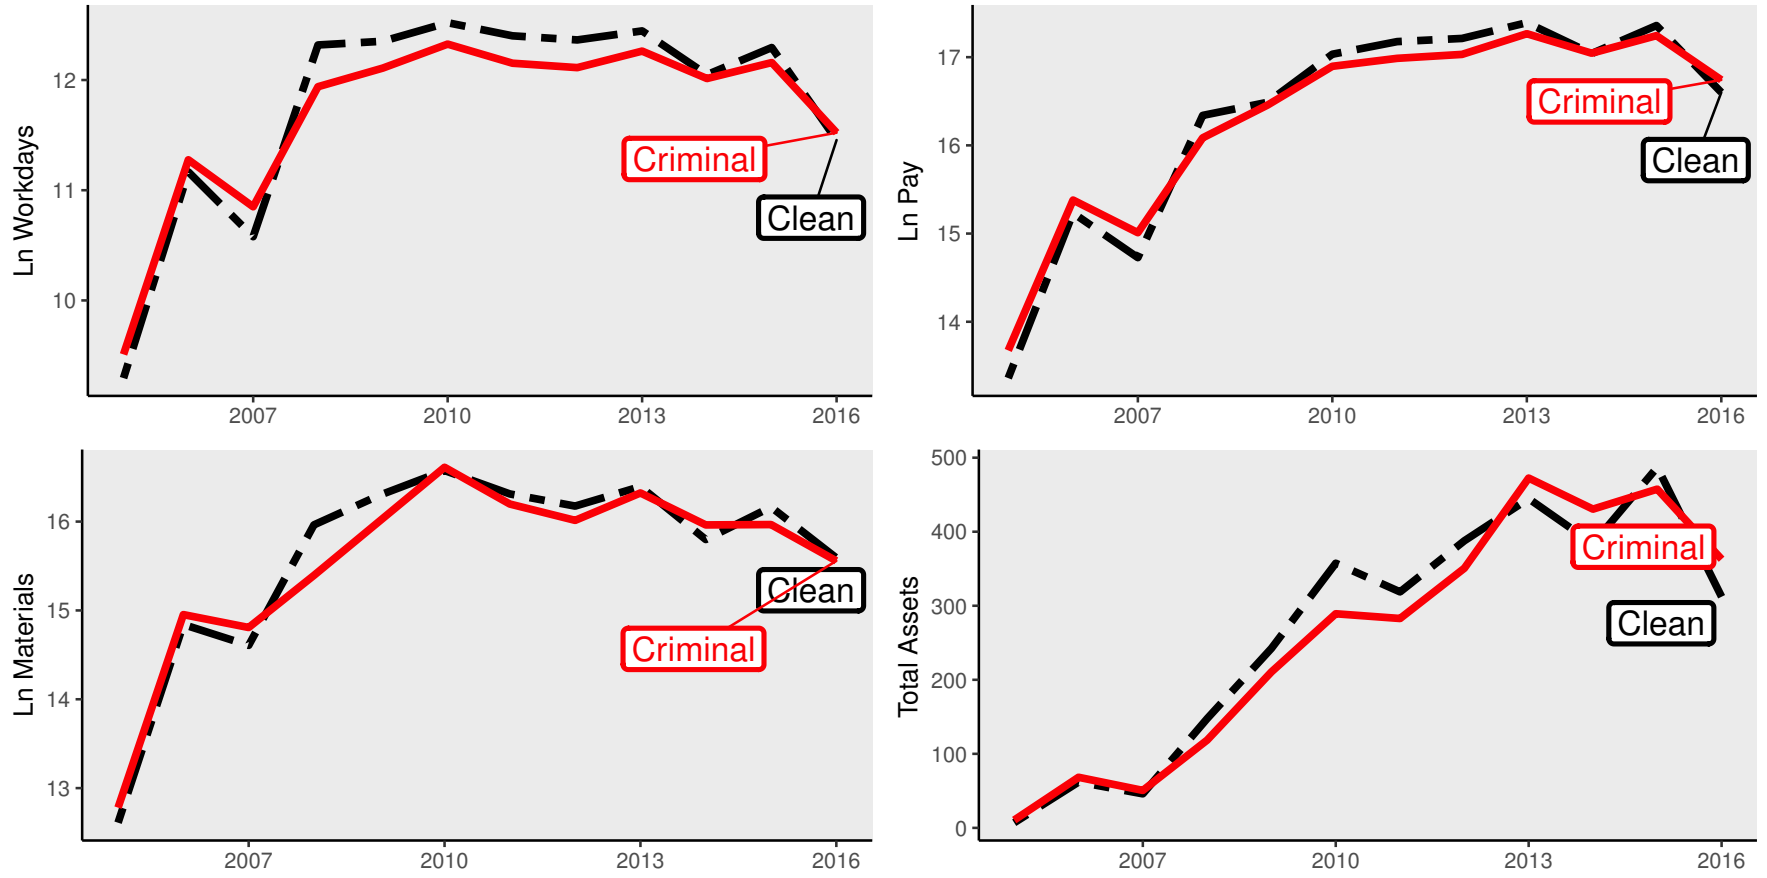 Ln Workdays
12
11
10
Criminal
Clean
2007
2010
2013
2016
Ln Pay
17
16
15
14
Criminal
Clean
2007
2010
2013
2016
Ln Materials
16
15
14
13
Clean
Criminal
2007
2010
2013
2016
Total Assets
500
400
300
200
100
0
Criminal
Clean
2007
2010
2013
2016